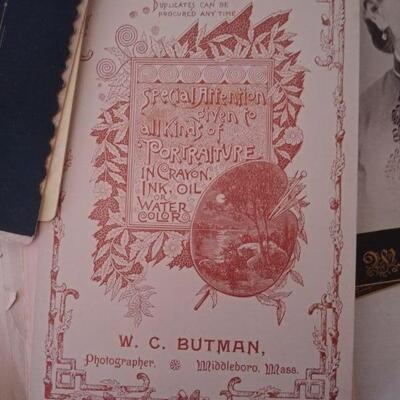 Duplicates can be
procured any time
Special Attention
given to
all Kinds of
Portraiture
in Crayon,
Ink, Oil
or
Water
Color
W. C. Butman,
Photographer. Middleboro, Mass.